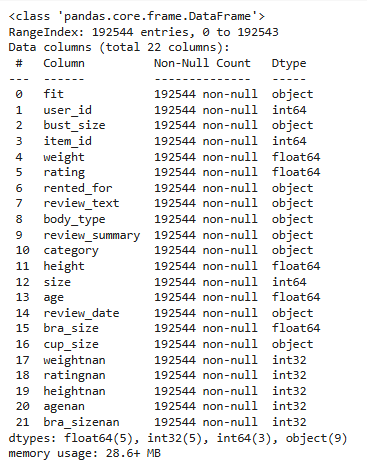 <class 'pandas.core.frame.DataFrame'>
RangeIndex: 192544 entries, 0 to 192543
Data columns (total 22 columns):
 #   Column          Non-Null Count   Dtype
---  ------          --------------   -----
 0   fit             192544 non-null  object
 1   user_id         192544 non-null  int64
 2   bust_size       192544 non-null  object
 3   item_id         192544 non-null  int64
 4   weight          192544 non-null  float64
 5   rating          192544 non-null  float64
 6   rented_for      192544 non-null  object
 7   review_text     192544 non-null  object
 8   body_type       192544 non-null  object
 9   review_summary  192544 non-null  object
 10  category        192544 non-null  object
 11  height          192544 non-null  float64
 12  size            192544 non-null  int64
 13  age             192544 non-null  float64
 14  review_date     192544 non-null  object
 15  bra_size        192544 non-null  float64
 16  cup_size        192544 non-null  object
 17  weightnan       192544 non-null  int32
 18  ratingnan       192544 non-null  int32
 19  heightnan       192544 non-null  int32
 20  agenan          192544 non-null  int32
 21  bra_sizenan     192544 non-null  int32
dtypes: float64(5), int32(5), int64(3), object(9)
memory usage: 28.6+ MB